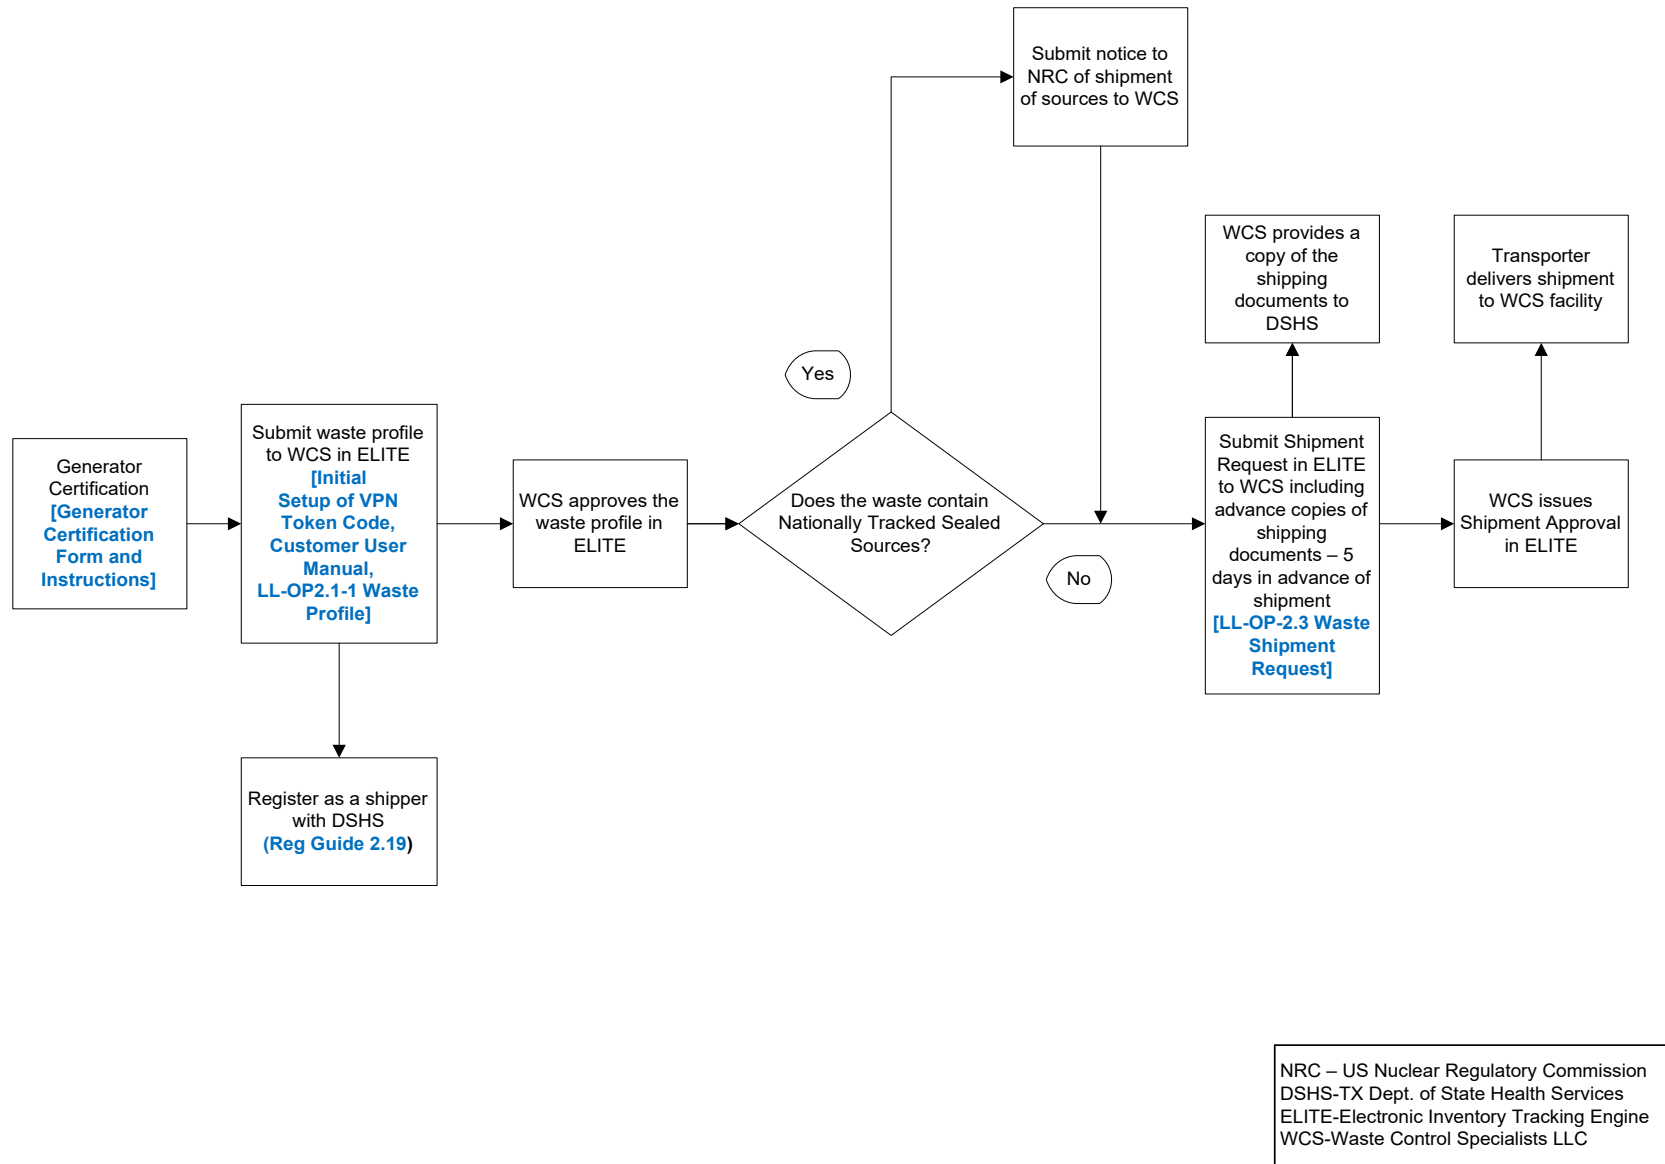 Submit notice to
NRC of shipment
of sources to WCS
WCS provides a
copy of the
shipping
documents to
DSHS
Transporter
delivers shipment
to WCS facility
Yes
Generator
Certification
[Generator
Certification
Form and
Instructions]
Submit waste profile
to WCS in ELITE
[Initial
Setup of VPN
Token Code,
Customer User
Manual,
LL-OP2.1-1 Waste
Profile]
WCS approves the
waste profile in
ELITE
Does the waste contain
Nationally Tracked Sealed
Sources?
No
Submit Shipment
Request in ELITE
to WCS including
advance copies of
shipping
documents – 5
days in advance of
shipment
[LL-OP-2.3 Waste
Shipment
Request]
WCS issues
Shipment Approval
in ELITE
Register as a shipper
with DSHS
(Reg Guide 2.19)
NRC – US Nuclear Regulatory Commission
DSHS-TX Dept. of State Health Services
ELITE-Electronic Inventory Tracking Engine
WCS-Waste Control Specialists LLC